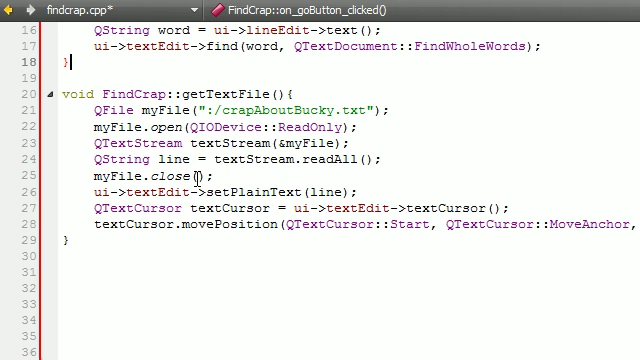 findcrap.cpp* FindCrap::on_goButton_clicked()
16 QString word = ui->lineEdit->text();
17 ui->textEdit->find(word, QTextDocument::FindWholeWords);
18 }
19
20 void FindCrap::getTextFile(){
21 QFile myFile(":/crapAboutBucky.txt");
22 myFile.open(QIODevice::ReadOnly);
23 QTextStream textStream(&myFile);
24 QString line = textStream.readAll();
25 myFile.close();
26 ui->textEdit->setPlainText(line);
27 QTextCursor textCursor = ui->textEdit->textCursor();
28 textCursor.movePosition(QTextCursor::Start, QTextCursor::MoveAnchor,
29 }
30
31
32
33
34
35
36